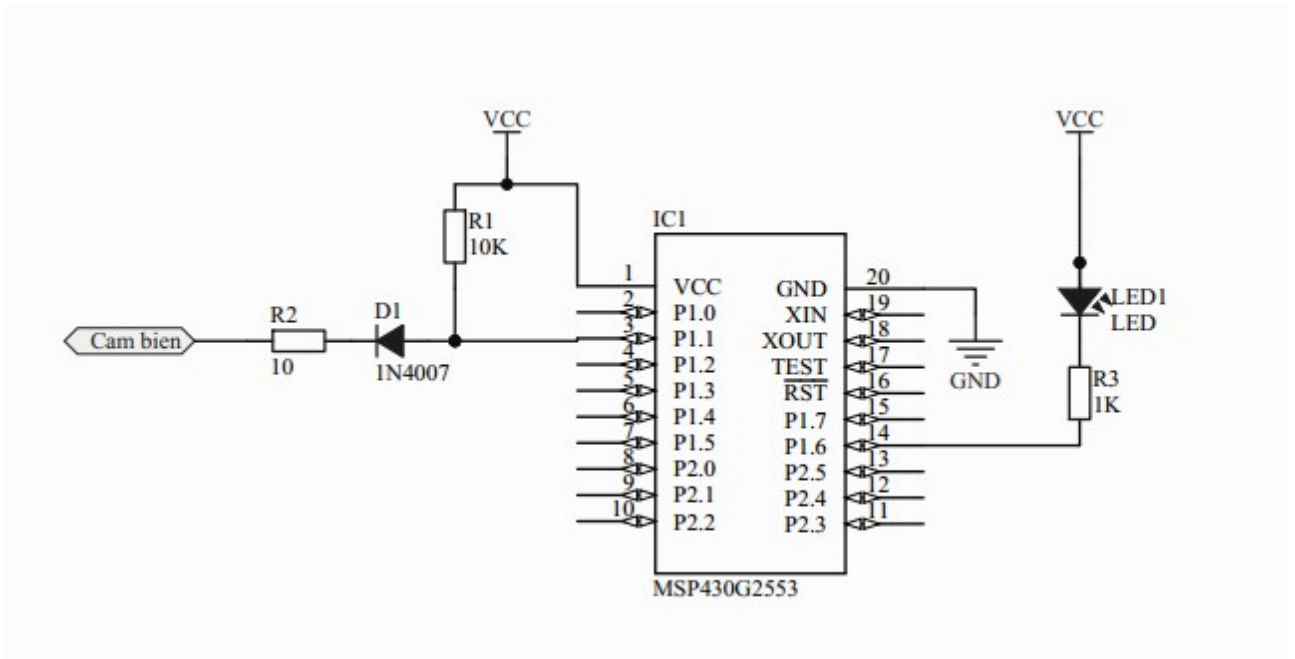 VCC
VCC
R1
10K
IC1
1
VCC
GND
20
2
P1.0
XIN
19
3
P1.1
XOUT
18
4
P1.2
TEST
17
5
P1.3
RST
16
6
P1.4
P1.7
15
7
P1.5
P1.6
14
8
P2.0
P2.5
13
9
P2.1
P2.4
12
10
P2.2
P2.3
11
MSP430G2553
Cam bien
R2
10
D1
1N4007
GND
LED1
LED
R3
1K